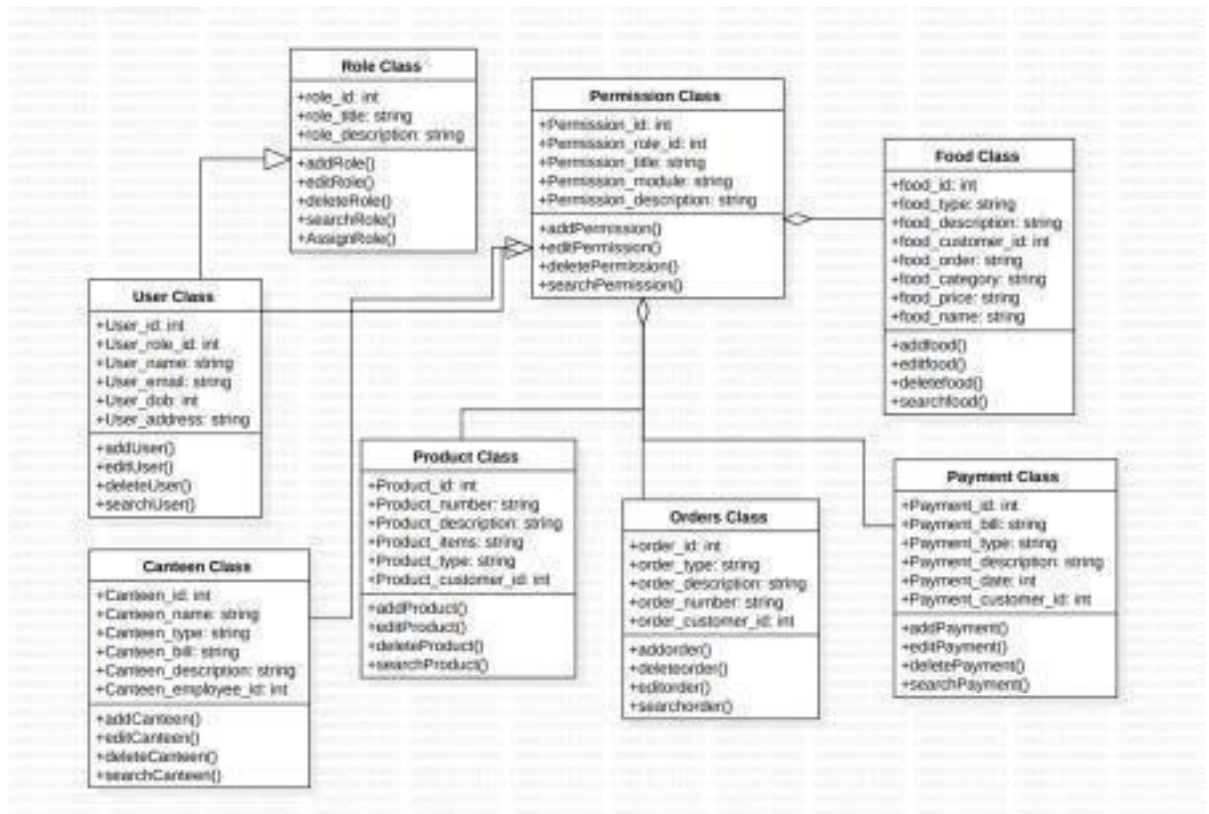 Role Class
+role_id: int
+role_title: string
+role_description: string
+addRole()
+editRole()
+deleteRole()
+searchRole()
+AssignRole()
Permission Class
+Permission_id: int
+Permission_role_id: int
+Permission_title: string
+Permission_module: string
+Permission_description: string
+addPermission()
+editPermission()
+deletePermission()
+searchPermission()
Food Class
+food_id: int
+food_type: string
+food_description: string
+food_customer_id: int
+food_order: string
+food_category: string
+food_price: string
+food_name: string
+addfood()
+editfood()
+deletefood()
+searchfood()
User Class
+User_id: int
+User_role_id: int
+User_name: string
+User_email: string
+User_dob: int
+User_address: string
+addUser()
+editUser()
+deleteUser()
+searchUser()
Product Class
+Product_id: int
+Product_number: string
+Product_description: string
+Product_items: string
+Product_type: string
+Product_customer_id: int
+addProduct()
+editProduct()
+deleteProduct()
+searchProduct()
Orders Class
+order_id: int
+order_type: string
+order_description: string
+order_number: string
+order_customer_id: int
+addorder()
+deleteorder()
+editorder()
+searchorder()
Payment Class
+Payment_id: int
+Payment_bill: string
+Payment_type: string
+Payment_description: string
+Payment_date: int
+Payment_customer_id: int
+addPayment()
+editPayment()
+deletePayment()
+searchPayment()
Canteen Class
+Canteen_id: int
+Canteen_name: string
+Canteen_type: string
+Canteen_bill: string
+Canteen_description: string
+Canteen_employee_id: int
+addCanteen()
+editCanteen()
+deleteCanteen()
+searchCanteen()